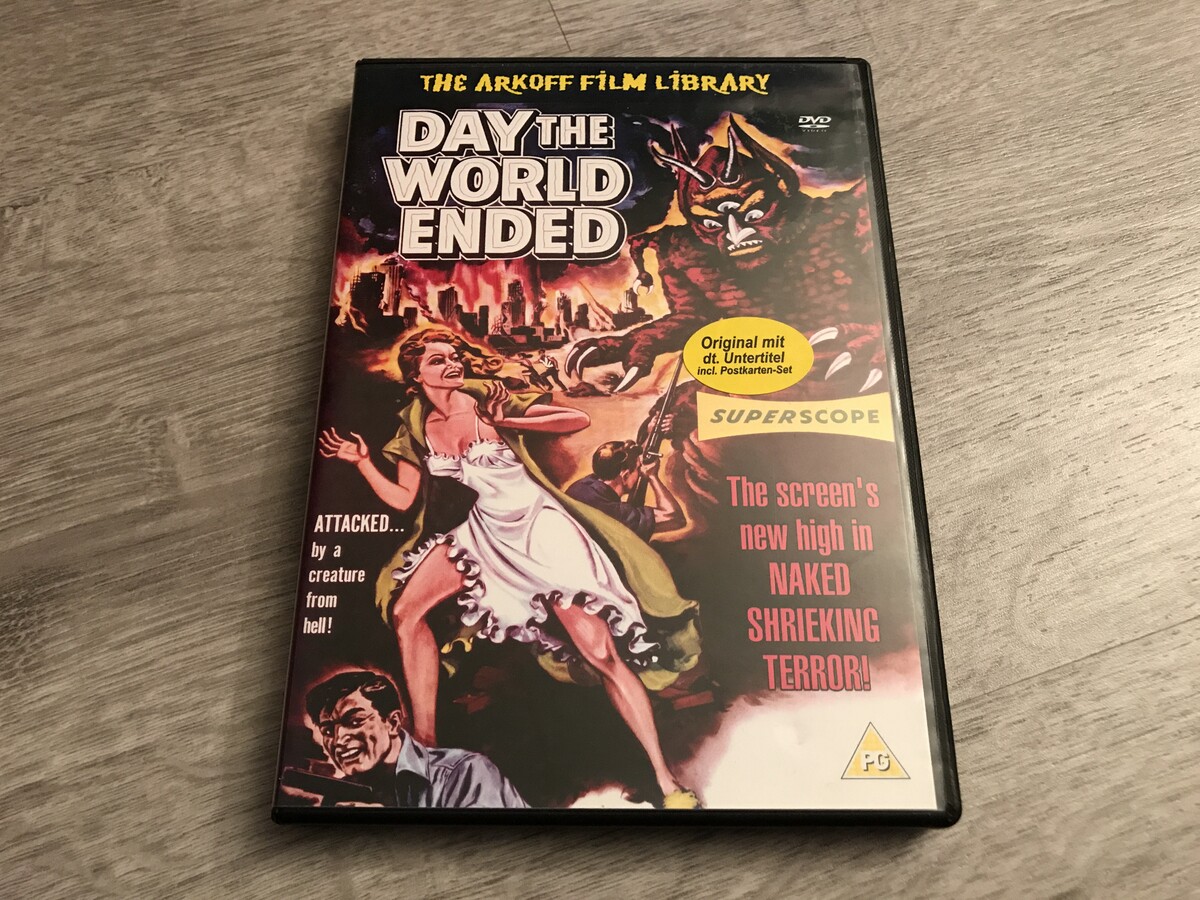 THE ARKOFF FILM LIBRARY
DAY THE
WORLD
ENDED
DVD
VIDEO
Original mit
dt. Untertitel
incl. Postkarten-Set
SUPERSCOPE
The screen's
new high in
NAKED
SHRIEKING
TERROR!
ATTACKED...
by a
creature
from
hell!
PG